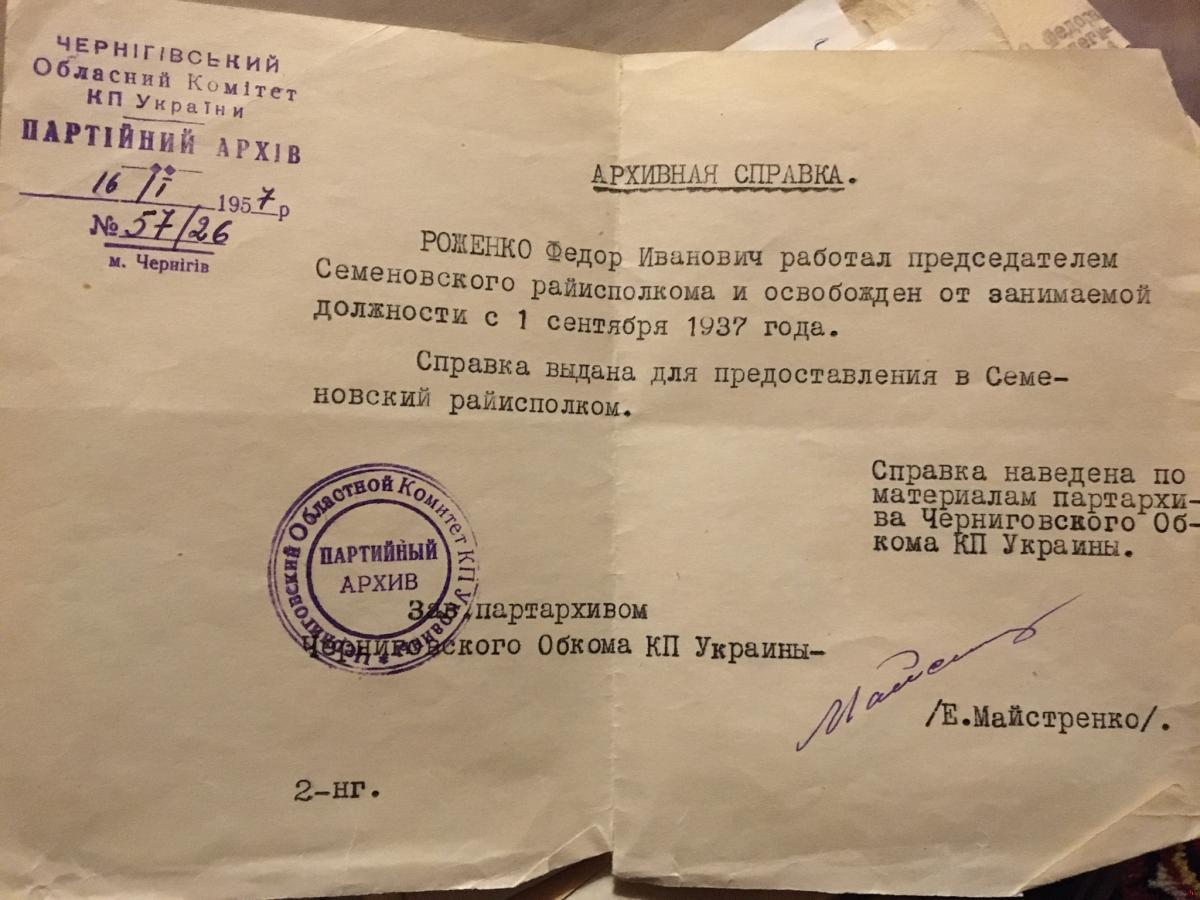 ЧЕРНІГІВСЬКИЙ
Обласний Комітет
КП України
ПАРТІЙНИЙ АРХІВ
16/I 1957р
№ 57/26
м. Чернігів
АРХИВНАЯ СПРАВКА.
РОЖЕНКО Федор Иванович работал председателем
Семеновского райисполкома и освобожден от занимаемой
должности с 1 сентября 1937 года.
Справка выдана для предоставления в Семе-
новский райисполком.
Справка наведена по
материалам партархи-
ва Черниговского Об-
кома КП Украины.
Черниговский Областной Комитет КП Украины *
ПАРТИЙНЫЙ
АРХИВ
Зав.партархивом
Черниговского Обкома КП Украины-
/Е.Майстренко/.
2-нг.